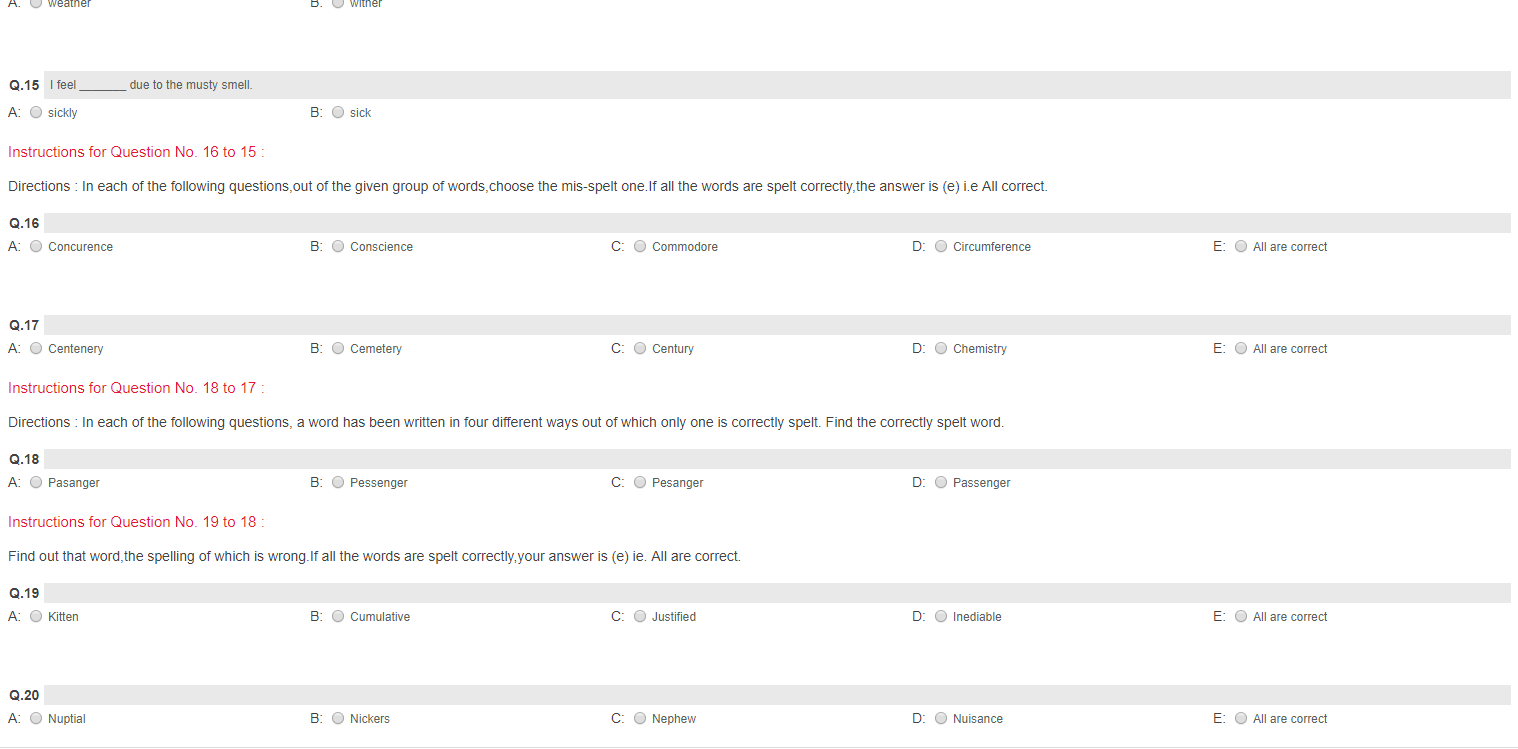 A: weather B: wither
Q.15 I feel _______ due to the musty smell.
A: sickly B: sick
Instructions for Question No. 16 to 15 :
Directions : In each of the following questions,out of the given group of words,choose the mis-spelt one.If all the words are spelt correctly,the answer is (e) i.e All correct.
Q.16
A: Concurence B: Conscience C: Commodore D: Circumference E: All are correct
Q.17
A: Centenery B: Cemetery C: Century D: Chemistry E: All are correct
Instructions for Question No. 18 to 17 :
Directions : In each of the following questions, a word has been written in four different ways out of which only one is correctly spelt. Find the correctly spelt word.
Q.18
A: Pasanger B: Pessenger C: Pesanger D: Passenger
Instructions for Question No. 19 to 18 :
Find out that word,the spelling of which is wrong.If all the words are spelt correctly,your answer is (e) ie. All are correct.
Q.19
A: Kitten B: Cumulative C: Justified D: Inediable E: All are correct
Q.20
A: Nuptial B: Nickers C: Nephew D: Nuisance E: All are correct